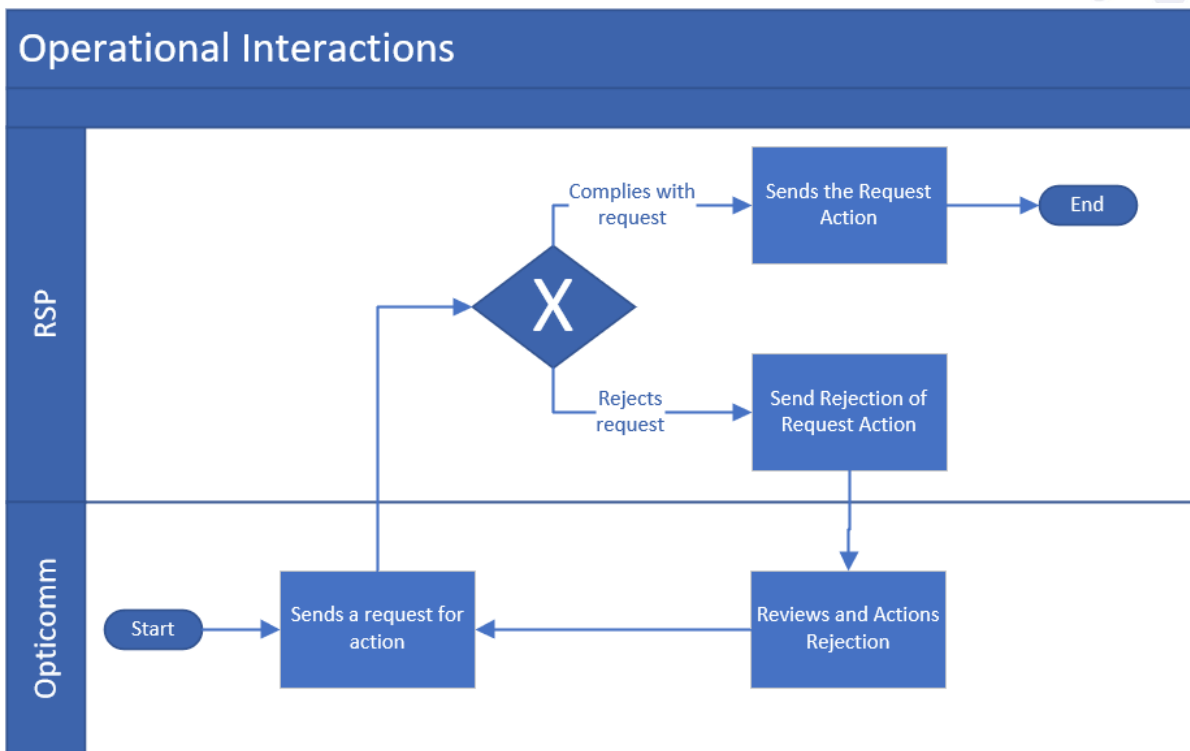 Operational Interactions
RSP
Complies with
request
Sends the Request
Action
End
X
Rejects
request
Send Rejection of
Request Action
Opticomm
Start
Sends a request for
action
Reviews and Actions
Rejection